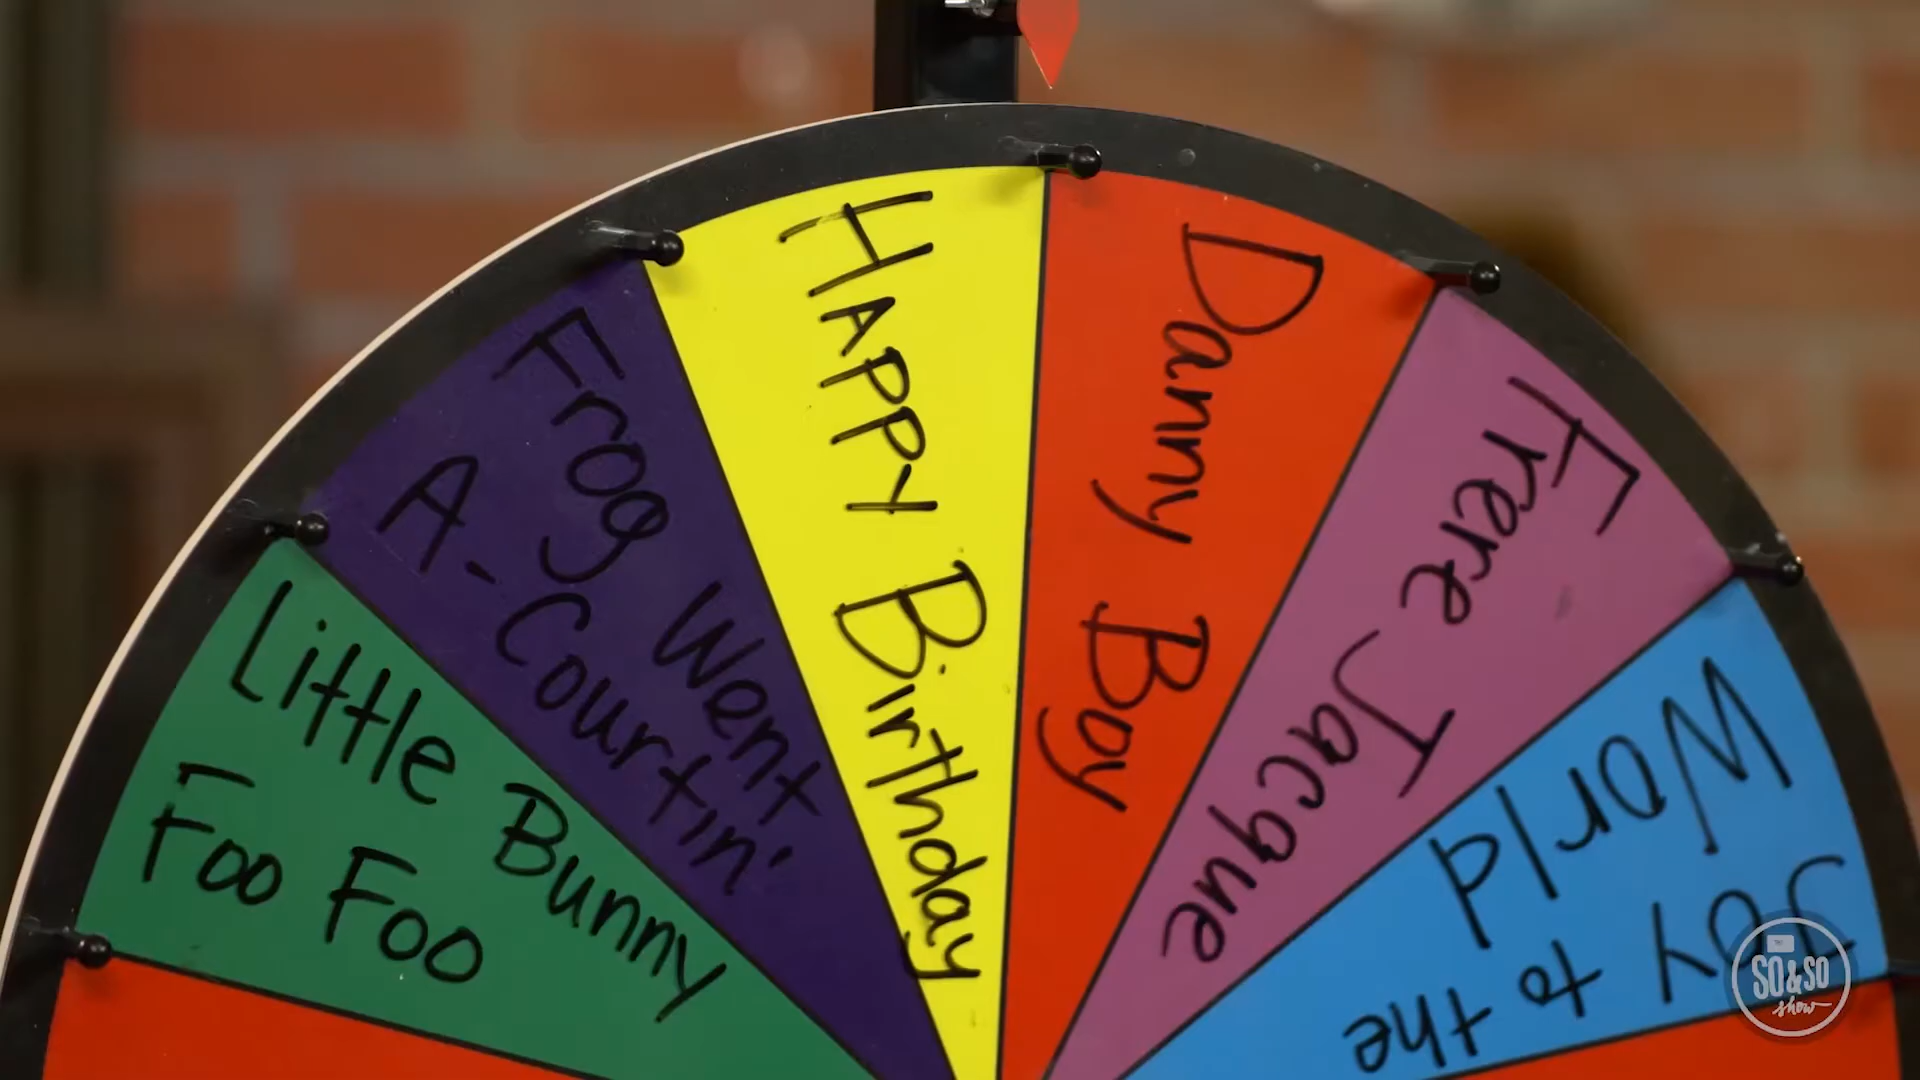 Little Bunny
Foo Foo
Frog Went
A-Courtin'
Happy Birthday
Danny Boy
Frere Jacque
Joy to the
World
SO & SO
show